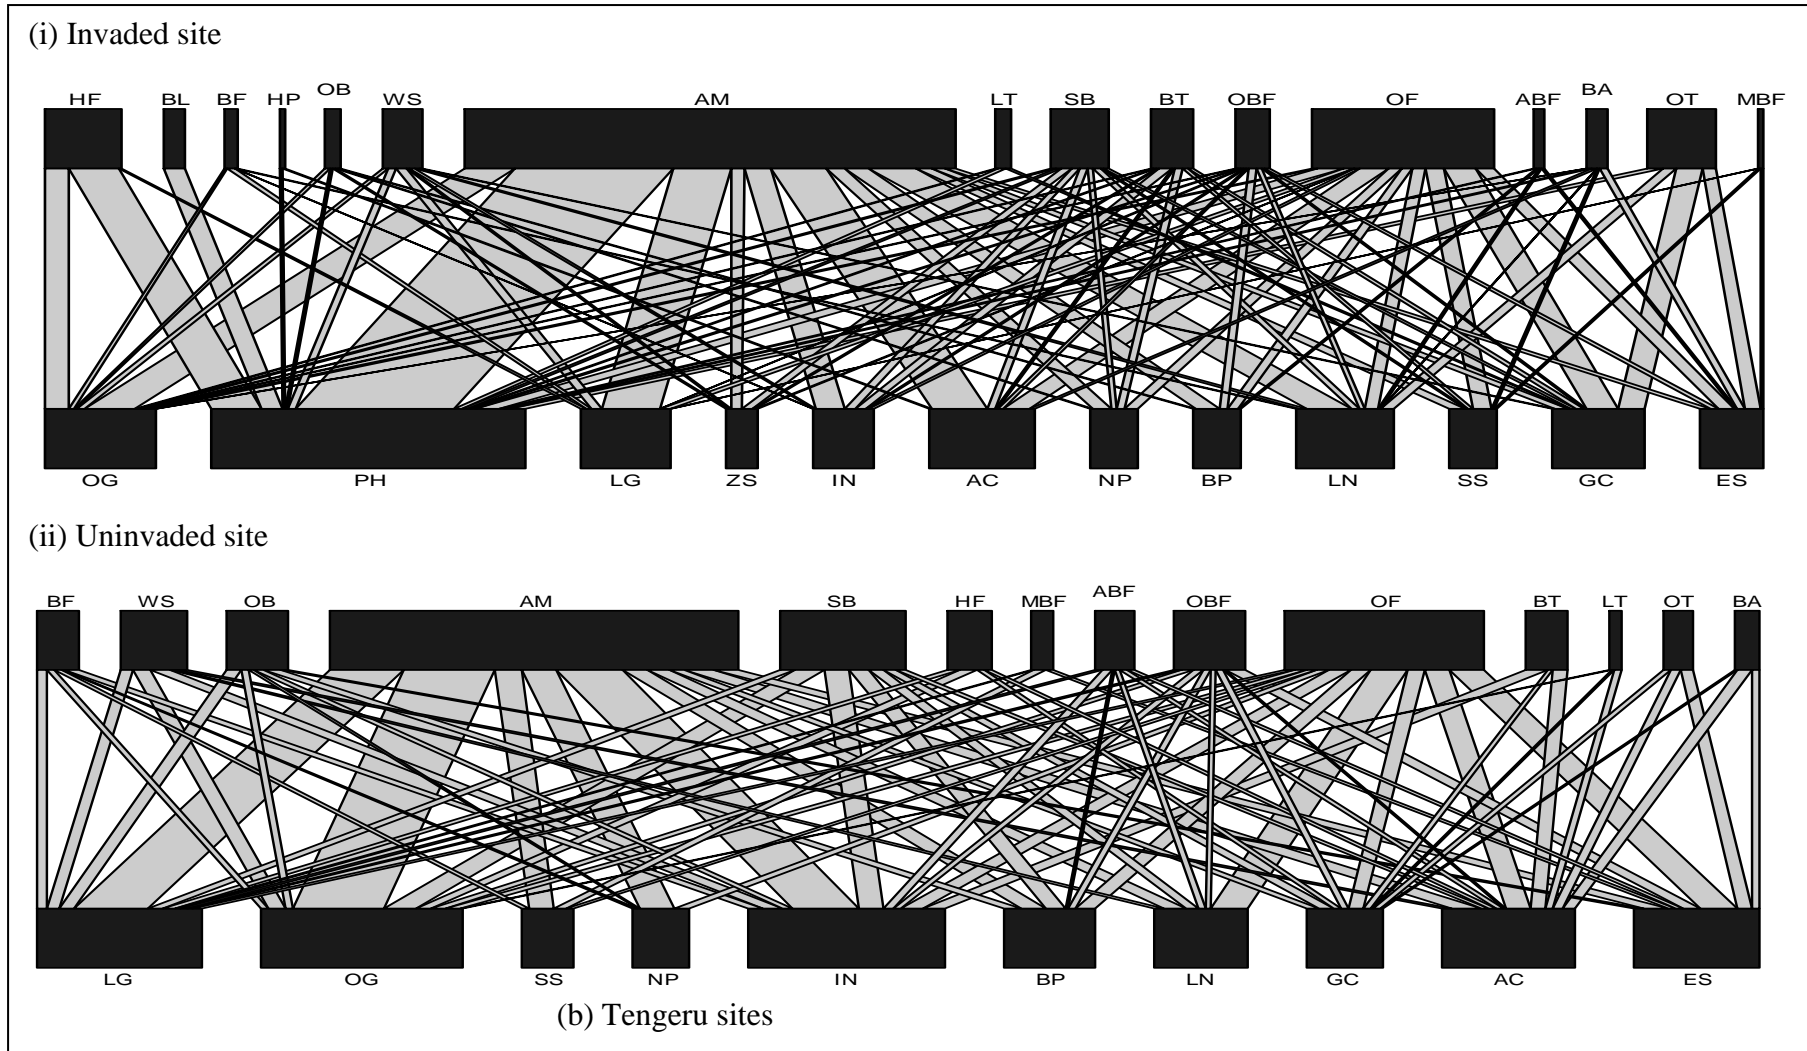 (i) Invaded site
HF BL BF HP OB WS AM LT SB BT OBF OF ABF BA OT MBF
OG PH LG ZS IN AC NP BP LN SS GC ES
(ii) Uninvaded site
BF WS OB AM SB HF MBF ABF OBF OF BT LT OT BA
LG OG SS NP IN BP LN GC AC ES
(b) Tengeru sites